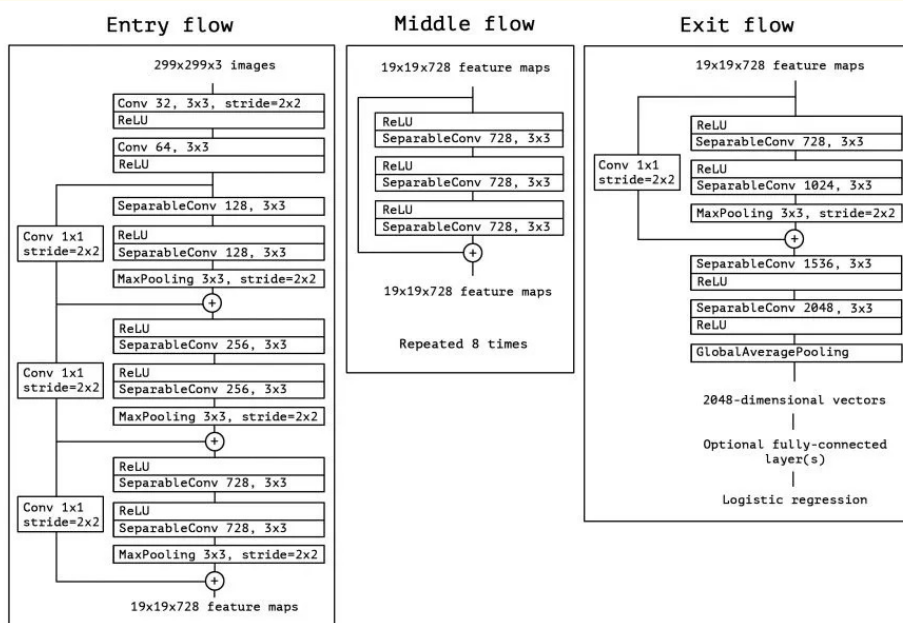 Entry flow
299x299x3 images
Conv 32, 3x3, stride=2x2
ReLU
Conv 64, 3x3
ReLU
SeparableConv 128, 3x3
Conv 1x1
stride=2x2
ReLU
SeparableConv 128, 3x3
MaxPooling 3x3, stride=2x2
+
ReLU
SeparableConv 256, 3x3
Conv 1x1
stride=2x2
ReLU
SeparableConv 256, 3x3
MaxPooling 3x3, stride=2x2
+
ReLU
SeparableConv 728, 3x3
Conv 1x1
stride=2x2
ReLU
SeparableConv 728, 3x3
MaxPooling 3x3, stride=2x2
+
19x19x728 feature maps
Middle flow
19x19x728 feature maps
ReLU
SeparableConv 728, 3x3
ReLU
SeparableConv 728, 3x3
ReLU
SeparableConv 728, 3x3
+
19x19x728 feature maps
Repeated 8 times
Exit flow
19x19x728 feature maps
ReLU
SeparableConv 728, 3x3
Conv 1x1
stride=2x2
ReLU
SeparableConv 1024, 3x3
MaxPooling 3x3, stride=2x2
+
SeparableConv 1536, 3x3
ReLU
SeparableConv 2048, 3x3
ReLU
GlobalAveragePooling
2048-dimensional vectors
Optional fully-connected
layer(s)
Logistic regression